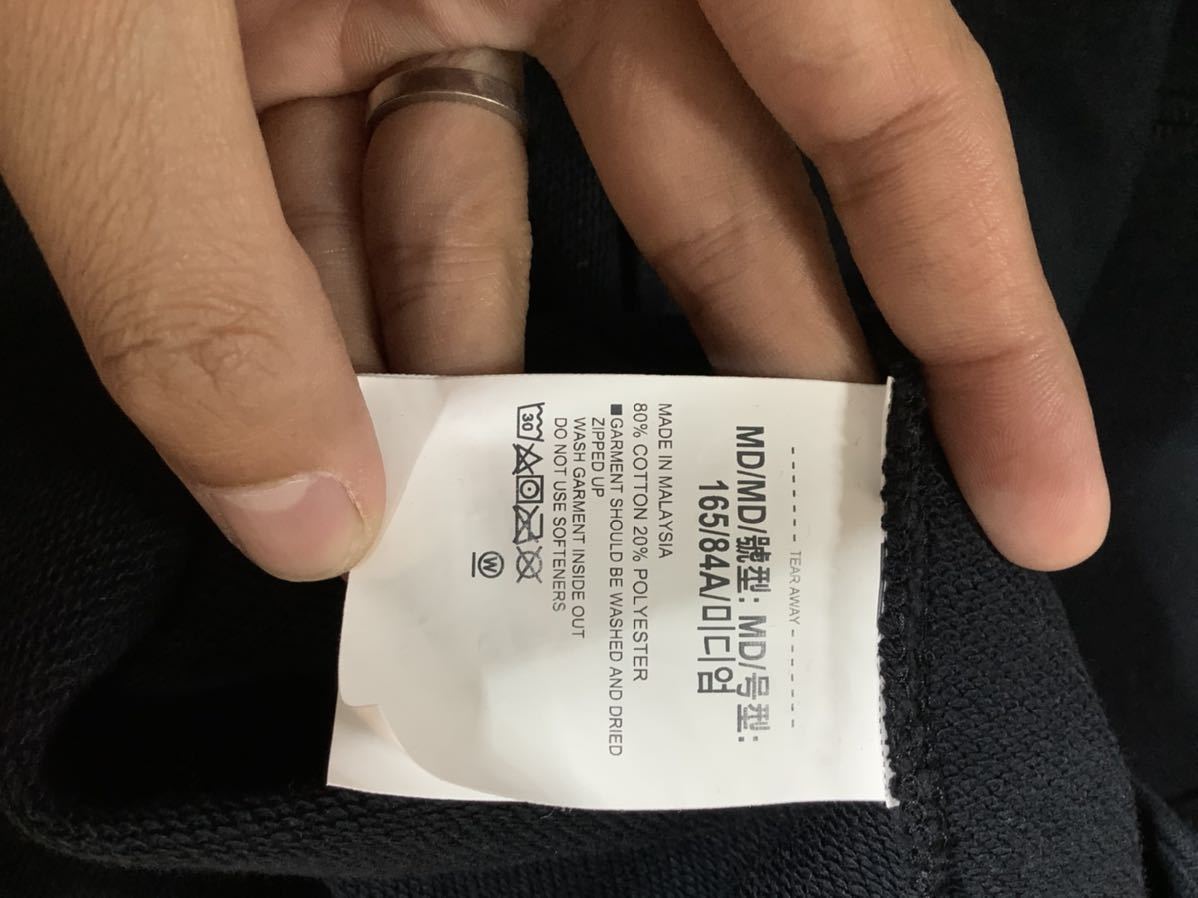 - - - - - - - TEAR AWAY - - - - - - -
MD/MD/號型: MD/号型:
165/84A/미디엄
MADE IN MALAYSIA
80% COTTON 20% POLYESTER
■GARMENT SHOULD BE WASHED AND DRIED
ZIPPED UP
WASH GARMENT INSIDE OUT
DO NOT USE SOFTENERS
30
W